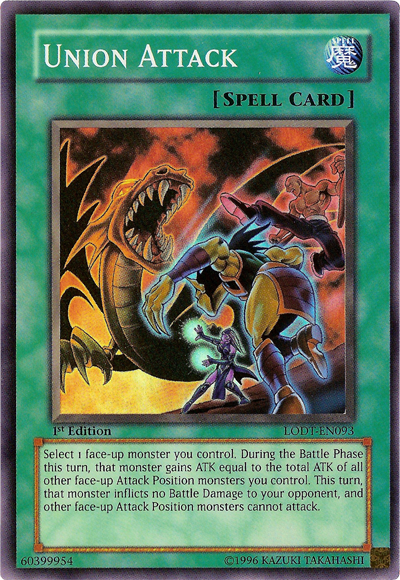 UNION ATTACK
SPELL
魔
[SPELL CARD]
1st Edition
LODT-EN093
Select 1 face-up monster you control. During the Battle Phase
this turn, that monster gains ATK equal to the total ATK of all
other face-up Attack Position monsters you control. This turn,
that monster inflicts no Battle Damage to your opponent, and
other face-up Attack Position monsters cannot attack.
60399954
©1996 KAZUKI TAKAHASHI